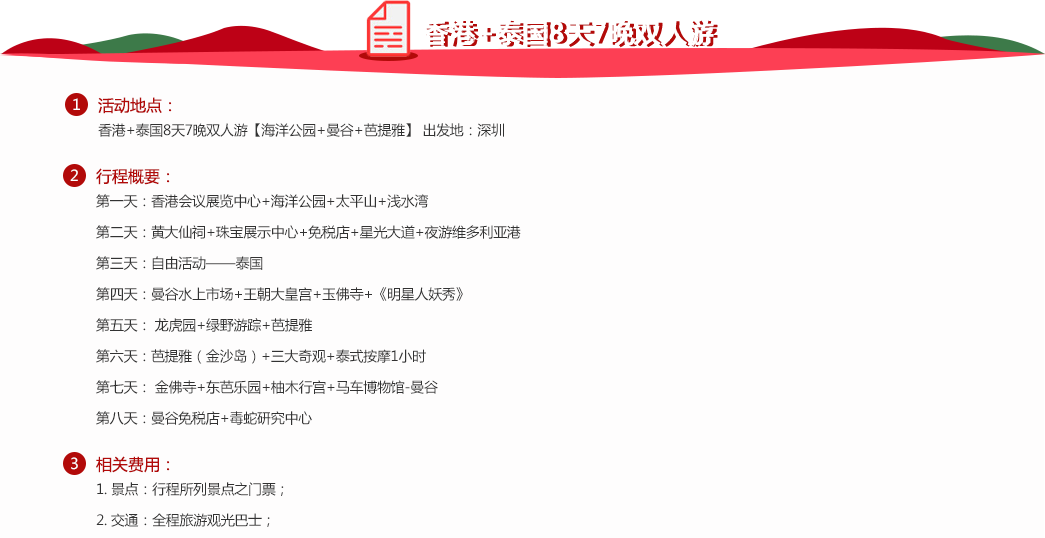 香港+泰国8天7晚双人游
1 活动地点：
香港+泰国8天7晚双人游【海洋公园+曼谷+芭提雅】 出发地：深圳
2 行程概要：
第一天：香港会议展览中心+海洋公园+太平山+浅水湾
第二天：黄大仙祠+珠宝展示中心+免税店+星光大道+夜游维多利亚港
第三天：自由活动——泰国
第四天：曼谷水上市场+王朝大皇宫+玉佛寺+《明星人妖秀》
第五天： 龙虎园+绿野游踪+芭提雅
第六天：芭提雅（金沙岛）+三大奇观+泰式按摩1小时
第七天： 金佛寺+东芭乐园+柚木行宫+马车博物馆-曼谷
第八天：曼谷免税店+毒蛇研究中心
3 相关费用：
1. 景点：行程所列景点之门票；
2. 交通：全程旅游观光巴士；